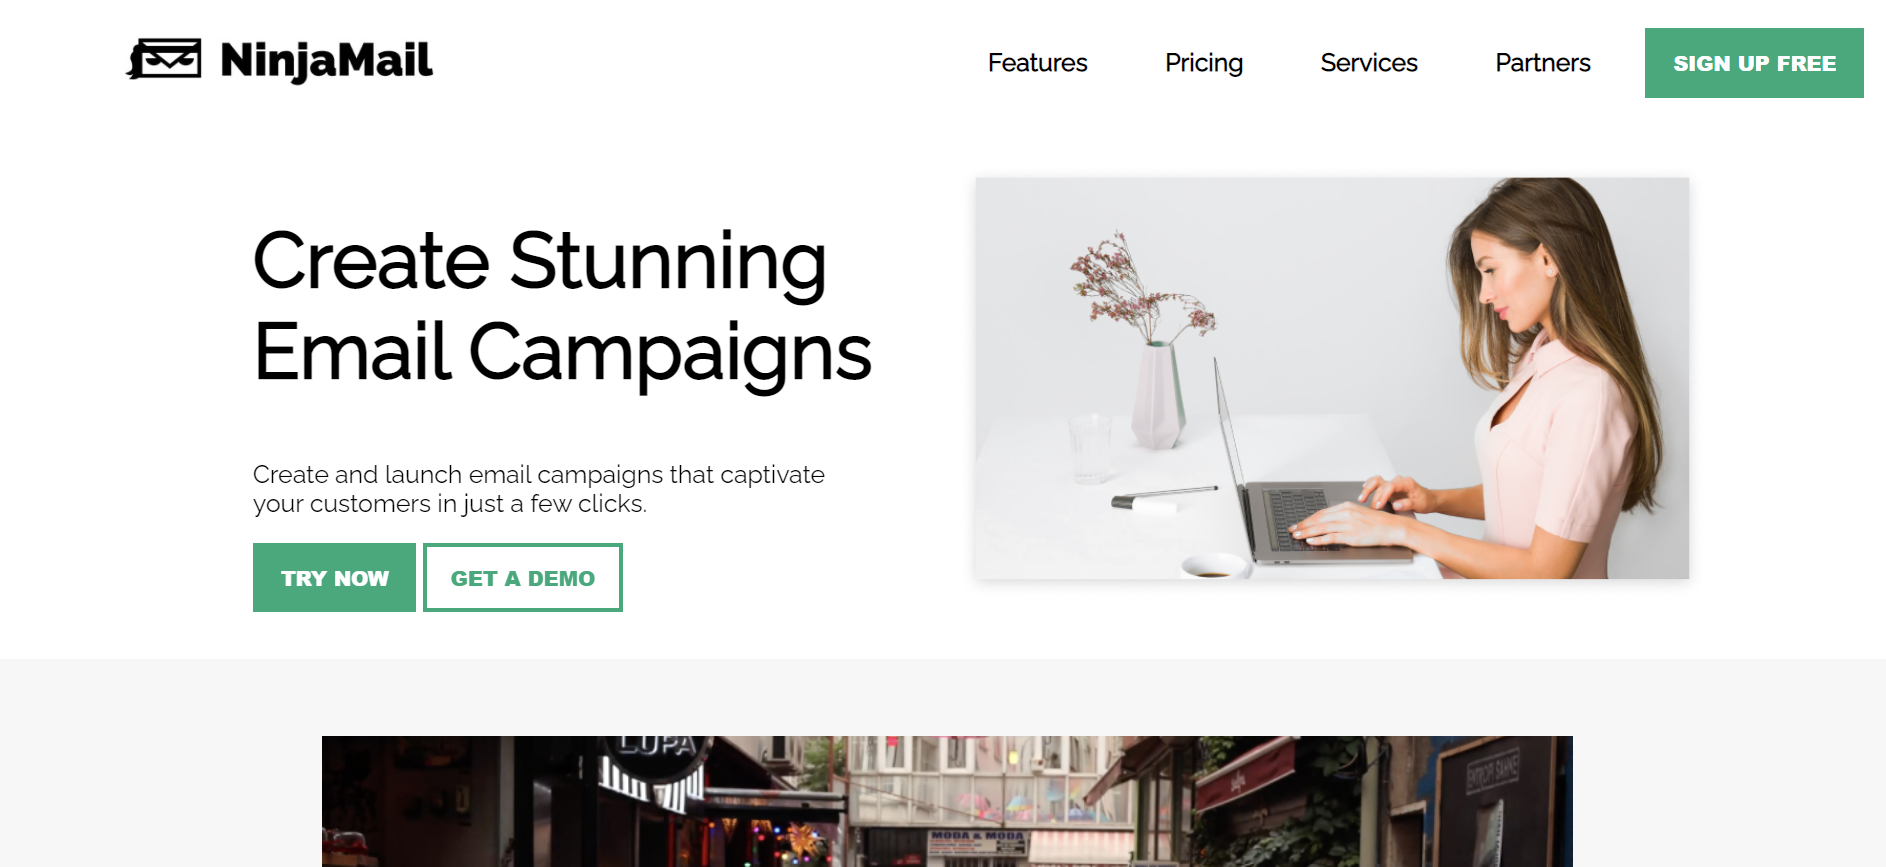 NinjaMail
Features
Pricing
Services
Partners
SIGN UP FREE
Create Stunning
Email Campaigns
Create and launch email campaigns that captivate
your customers in just a few clicks.
TRY NOW
GET A DEMO
LUPA
MODA & MODA